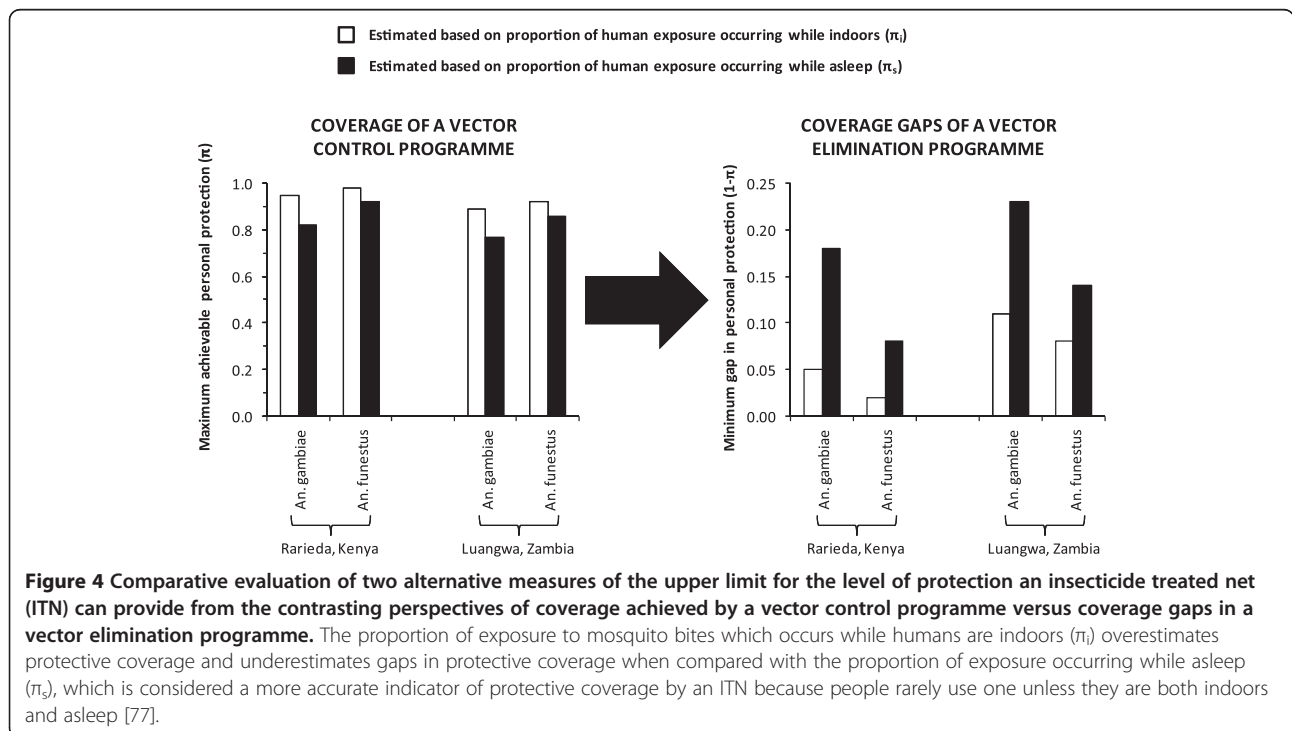 Estimated based on proportion of human exposure occurring while indoors (πi)
Estimated based on proportion of human exposure occurring while asleep (πs)
COVERAGE OF A VECTOR
CONTROL PROGRAMME
Maximum achievable personal protection (π)
1.0
0.8
0.6
0.4
0.2
0.0
An. gambiae
An. funestus
An. gambiae
An. funestus
Rarieda, Kenya
Luangwa, Zambia
COVERAGE GAPS OF A VECTOR
ELIMINATION PROGRAMME
Minimum gap in personal protection (1-π)
0.25
0.20
0.15
0.10
0.05
0.00
An. gambiae
An. funestus
An. gambiae
An. funestus
Rarieda, Kenya
Luangwa, Zambia
Figure 4 Comparative evaluation of two alternative measures of the upper limit for the level of protection an insecticide treated net
(ITN) can provide from the contrasting perspectives of coverage achieved by a vector control programme versus coverage gaps in a
vector elimination programme. The proportion of exposure to mosquito bites which occurs while humans are indoors (πi) overestimates
protective coverage and underestimates gaps in protective coverage when compared with the proportion of exposure occurring while asleep
(πs), which is considered a more accurate indicator of protective coverage by an ITN because people rarely use one unless they are both indoors
and asleep [77].